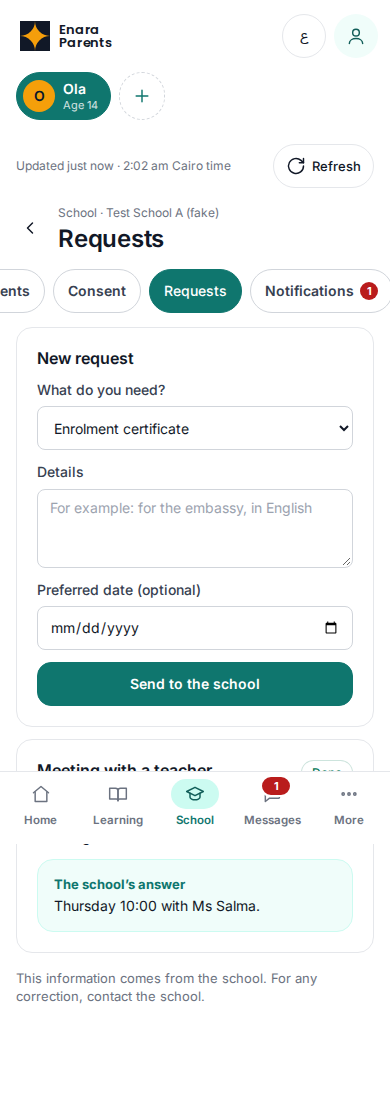 Enara
Parents
ع
O
Ola
Age 14
Updated just now · 2:02 am Cairo time
Refresh
School · Test School A (fake)
Requests
ents
Consent
Requests
Notifications 1
New request
What do you need?
Enrolment certificate
Details
For example: for the embassy, in English
Preferred date (optional)
mm/dd/yyyy
Send to the school
Meeting with a teacher
Done
1
Home
Learning
School
Messages
More
The school's answer
Thursday 10:00 with Ms Salma.
This information comes from the school. For any
correction, contact the school.